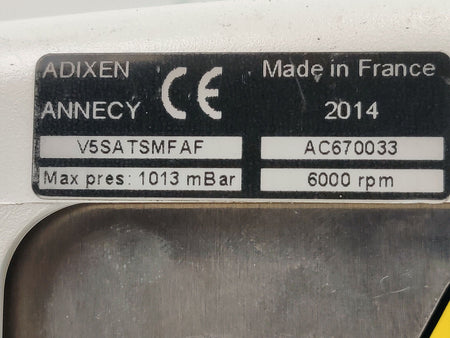 ADIXEN CE Made in France
ANNECY 2014
V5SATSMFAF AC670033
Max pres: 1013 mBar 6000 rpm